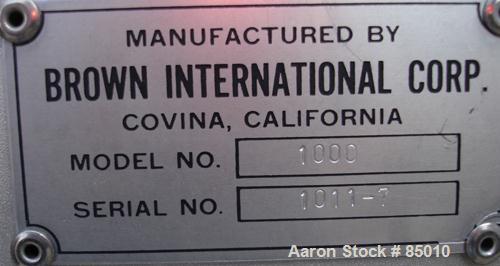 MANUFACTURED BY
BROWN INTERNATIONAL CORP.
COVINA, CALIFORNIA
MODEL NO. 1000
SERIAL NO. 1011-7
Aaron Stock # 85010